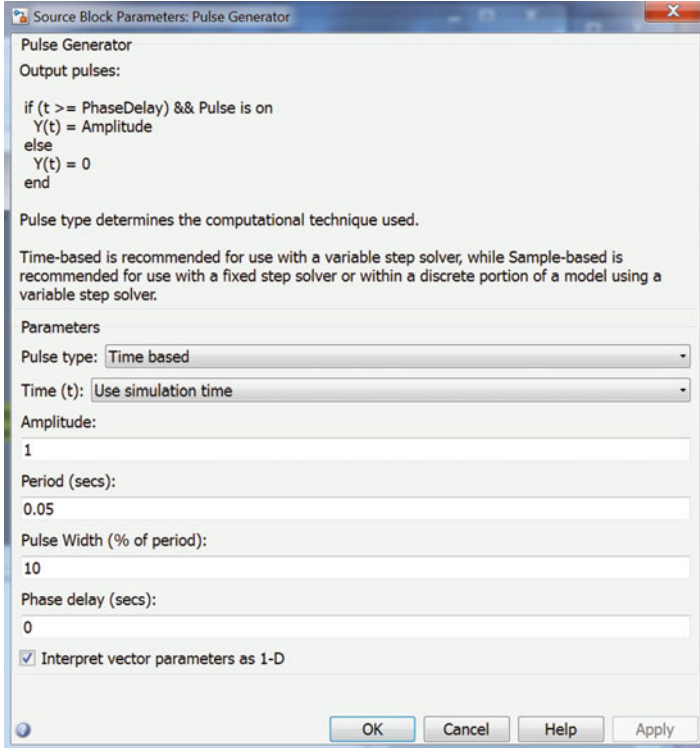 Source Block Parameters: Pulse Generator
X
Pulse Generator
Output pulses:
if (t >= PhaseDelay) && Pulse is on
Y(t) = Amplitude
else
Y(t) = 0
end
Pulse type determines the computational technique used.
Time-based is recommended for use with a variable step solver, while Sample-based is
recommended for use with a fixed step solver or within a discrete portion of a model using a
variable step solver.
Parameters
Pulse type: Time based
Time (t): Use simulation time
Amplitude:
1
Period (secs):
0.05
Pulse Width (% of period):
10
Phase delay (secs):
0
Interpret vector parameters as 1-D
? OK Cancel Help Apply